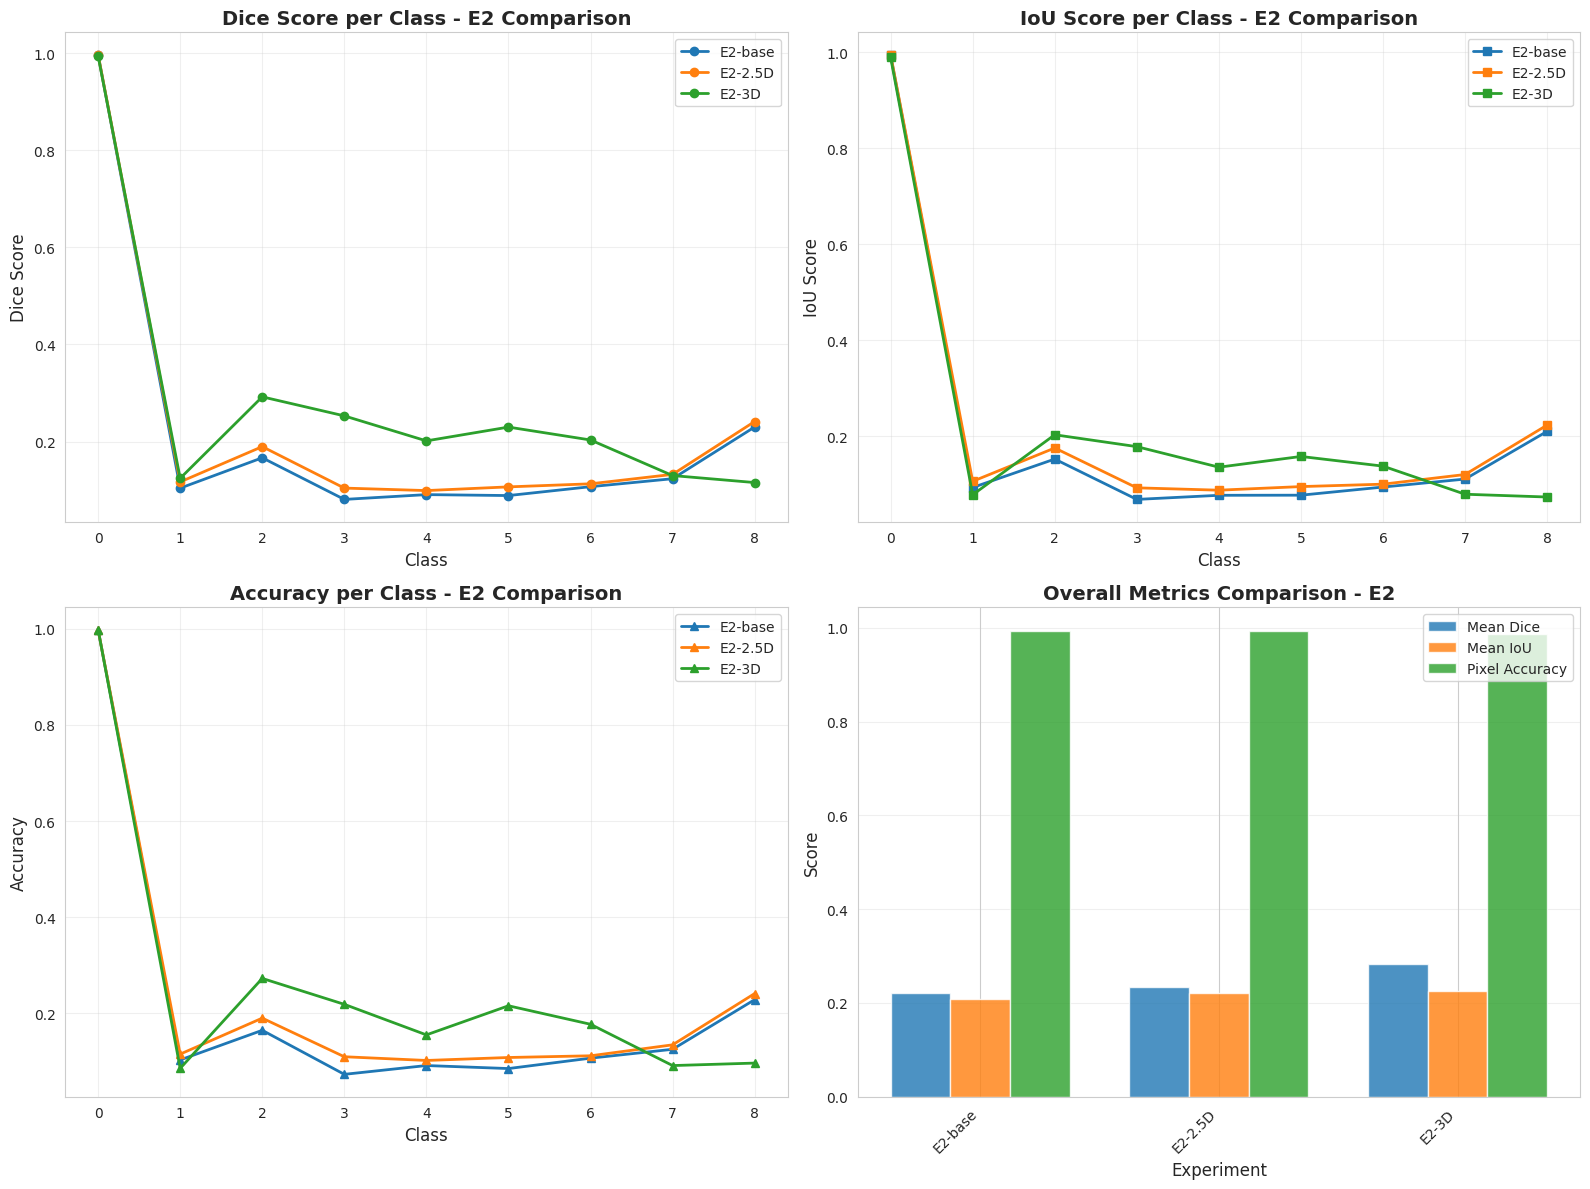 Dice Score per Class - E2 Comparison
1.0
0.8
0.6
0.4
0.2
Dice Score
E2-base
E2-2.5D
E2-3D
0 1 2 3 4 5 6 7 8
Class
IoU Score per Class - E2 Comparison
1.0
0.8
0.6
0.4
0.2
IoU Score
E2-base
E2-2.5D
E2-3D
0 1 2 3 4 5 6 7 8
Class
Accuracy per Class - E2 Comparison
1.0
0.8
0.6
0.4
0.2
Accuracy
E2-base
E2-2.5D
E2-3D
0 1 2 3 4 5 6 7 8
Class
Overall Metrics Comparison - E2
1.0
0.8
0.6
0.4
0.2
0.0
Score
Mean Dice
Mean IoU
Pixel Accuracy
E2-base
E2-2.5D
E2-3D
Experiment